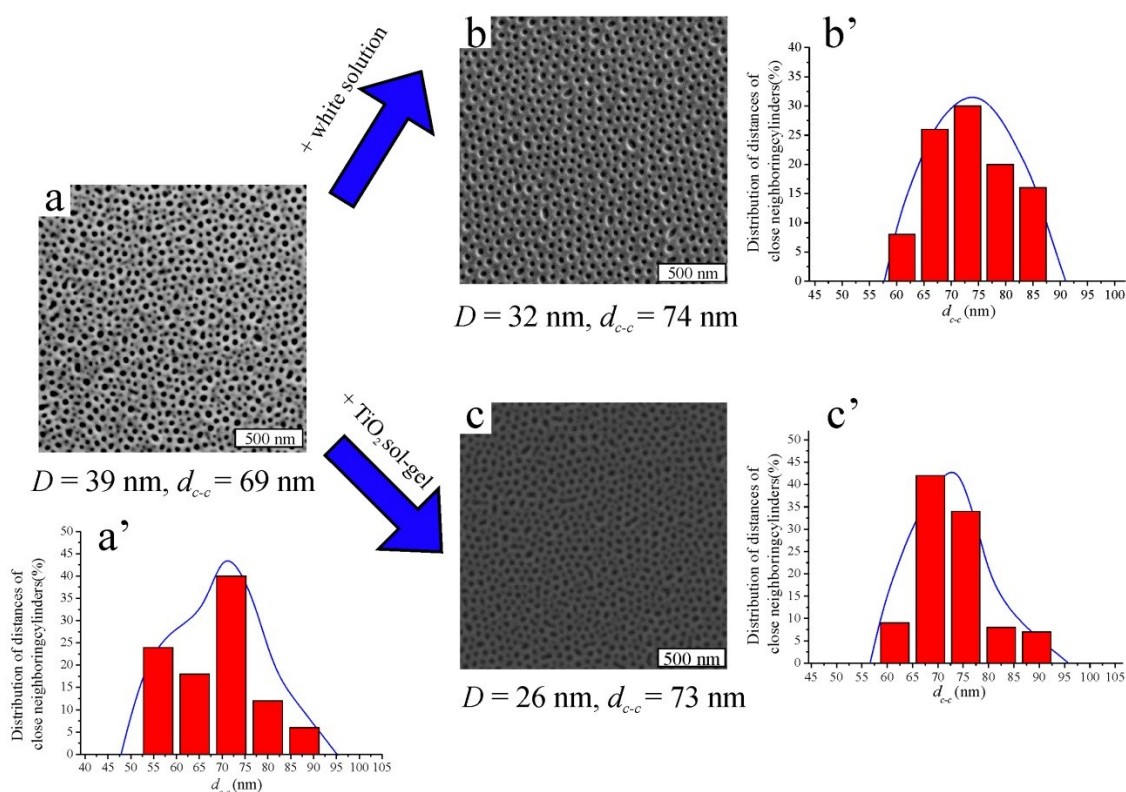 a
500 nm
D = 39 nm, d_c-c = 69 nm
+ white solution
b
500 nm
D = 32 nm, d_c-c = 74 nm
b’
Distribution of distances of
close neighboringcylinders(%)
40
35
30
25
20
15
10
5
0
45 50 55 60 65 70 75 80 85 90 95 100
d_c-c (nm)
+ TiO₂ sol-gel
c
500 nm
D = 26 nm, d_c-c = 73 nm
c’
Distribution of distances of
close neighboringcylinders(%)
50
45
40
35
30
25
20
15
10
5
0
45 50 55 60 65 70 75 80 85 90 95 100 105
d_c-c (nm)
a’
Distribution of distances of
close neighboringcylinders(%)
50
45
40
35
30
25
20
15
10
5
0
40 45 50 55 60 65 70 75 80 85 90 95 100 105
d_c-c (nm)